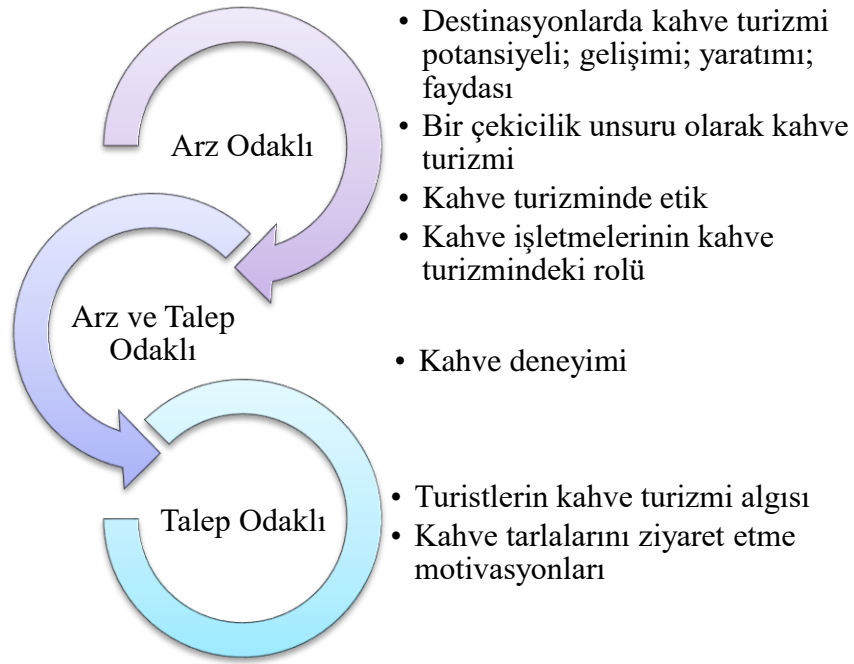 Arz Odaklı
• Destinasyonlarda kahve turizmi
potansiyeli; gelişimi; yaratımı;
faydası
• Bir çekicilik unsuru olarak kahve
turizmi
• Kahve turizminde etik
• Kahve işletmelerinin kahve
turizmindeki rolü
Arz ve Talep
Odaklı
• Kahve deneyimi
Talep Odaklı
• Turistlerin kahve turizmi algısı
• Kahve tarlalarını ziyaret etme
motivasyonları